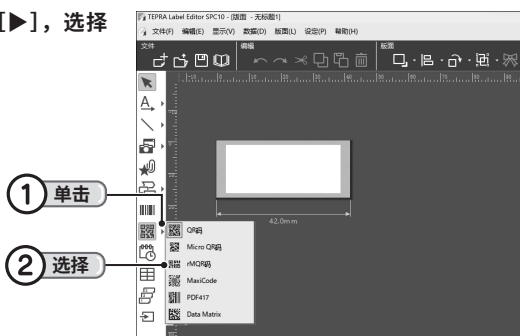 [▶]，选择
TEPRA Label Editor SPC10 - [版面 - 无标题1]
文件(F) 编辑(E) 显示(V) 数据(D) 版面(L) 设定(P) 帮助(H)
文件 编辑 版面
42.0mm
① 单击
② 选择
QR码
Micro QR码
rMQR码
MaxiCode
PDF417
Data Matrix